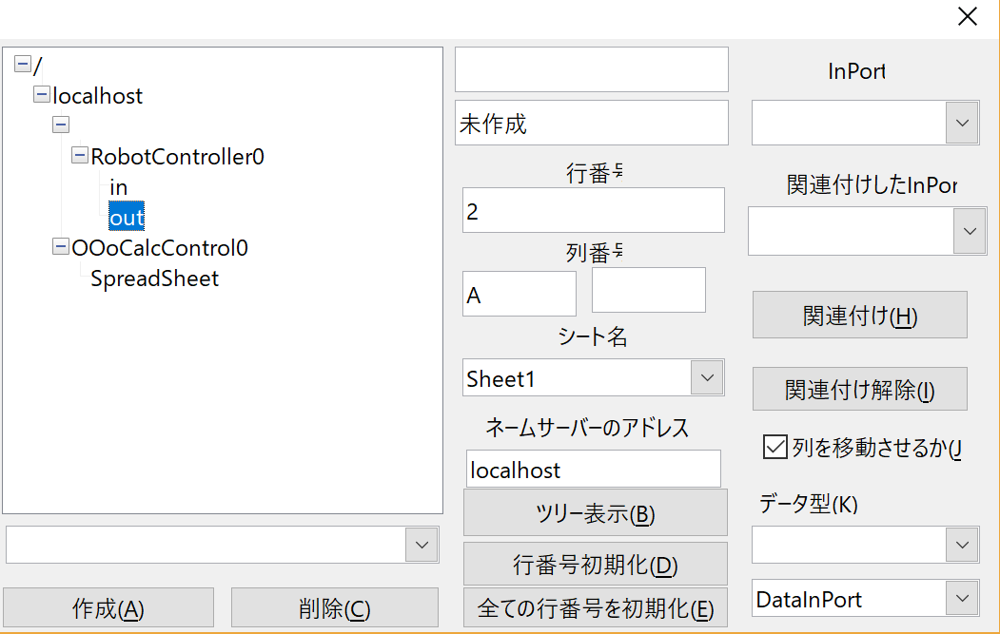 /
localhost
RobotController0
in
out
OOoCalcControl0
SpreadSheet
作成(A)
削除(C)
未作成
行番号
2
列番号
A
シート名
Sheet1
ネームサーバーのアドレス
localhost
ツリー表示(B)
行番号初期化(D)
全ての行番号を初期化(E)
InPort
関連付けしたInPor
関連付け(H)
関連付け解除(I)
列を移動させるか(J
データ型(K)
DataInPort